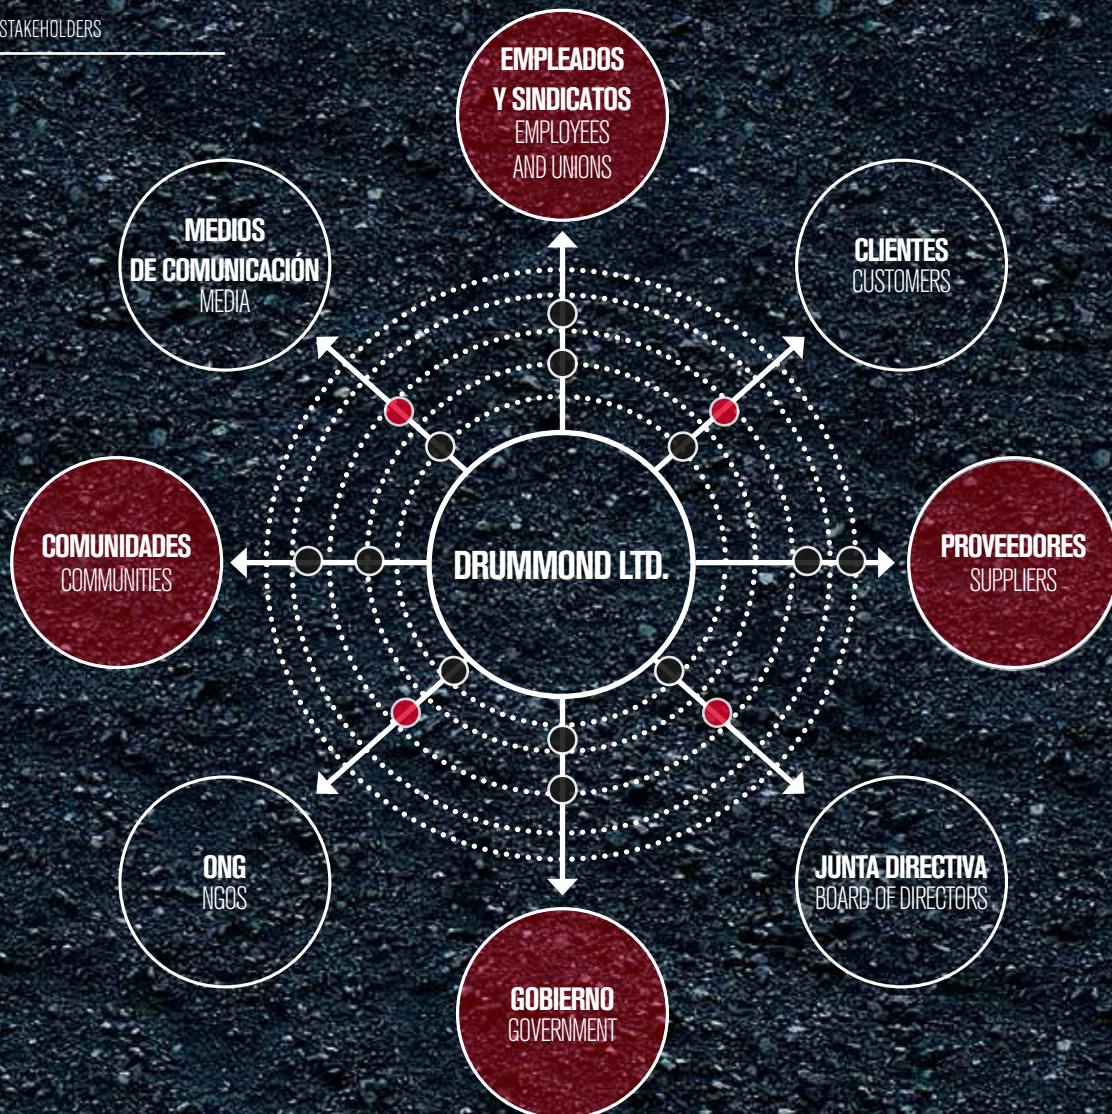 STAKEHOLDERS
EMPLEADOS
Y SINDICATOS
EMPLOYEES
AND UNIONS
MEDIOS
DE COMUNICACIÓN
MEDIA
CLIENTES
CUSTOMERS
COMUNIDADES
COMMUNITIES
DRUMMOND LTD.
PROVEEDORES
SUPPLIERS
ONG
NGOS
JUNTA DIRECTIVA
BOARD OF DIRECTORS
GOBIERNO
GOVERNMENT